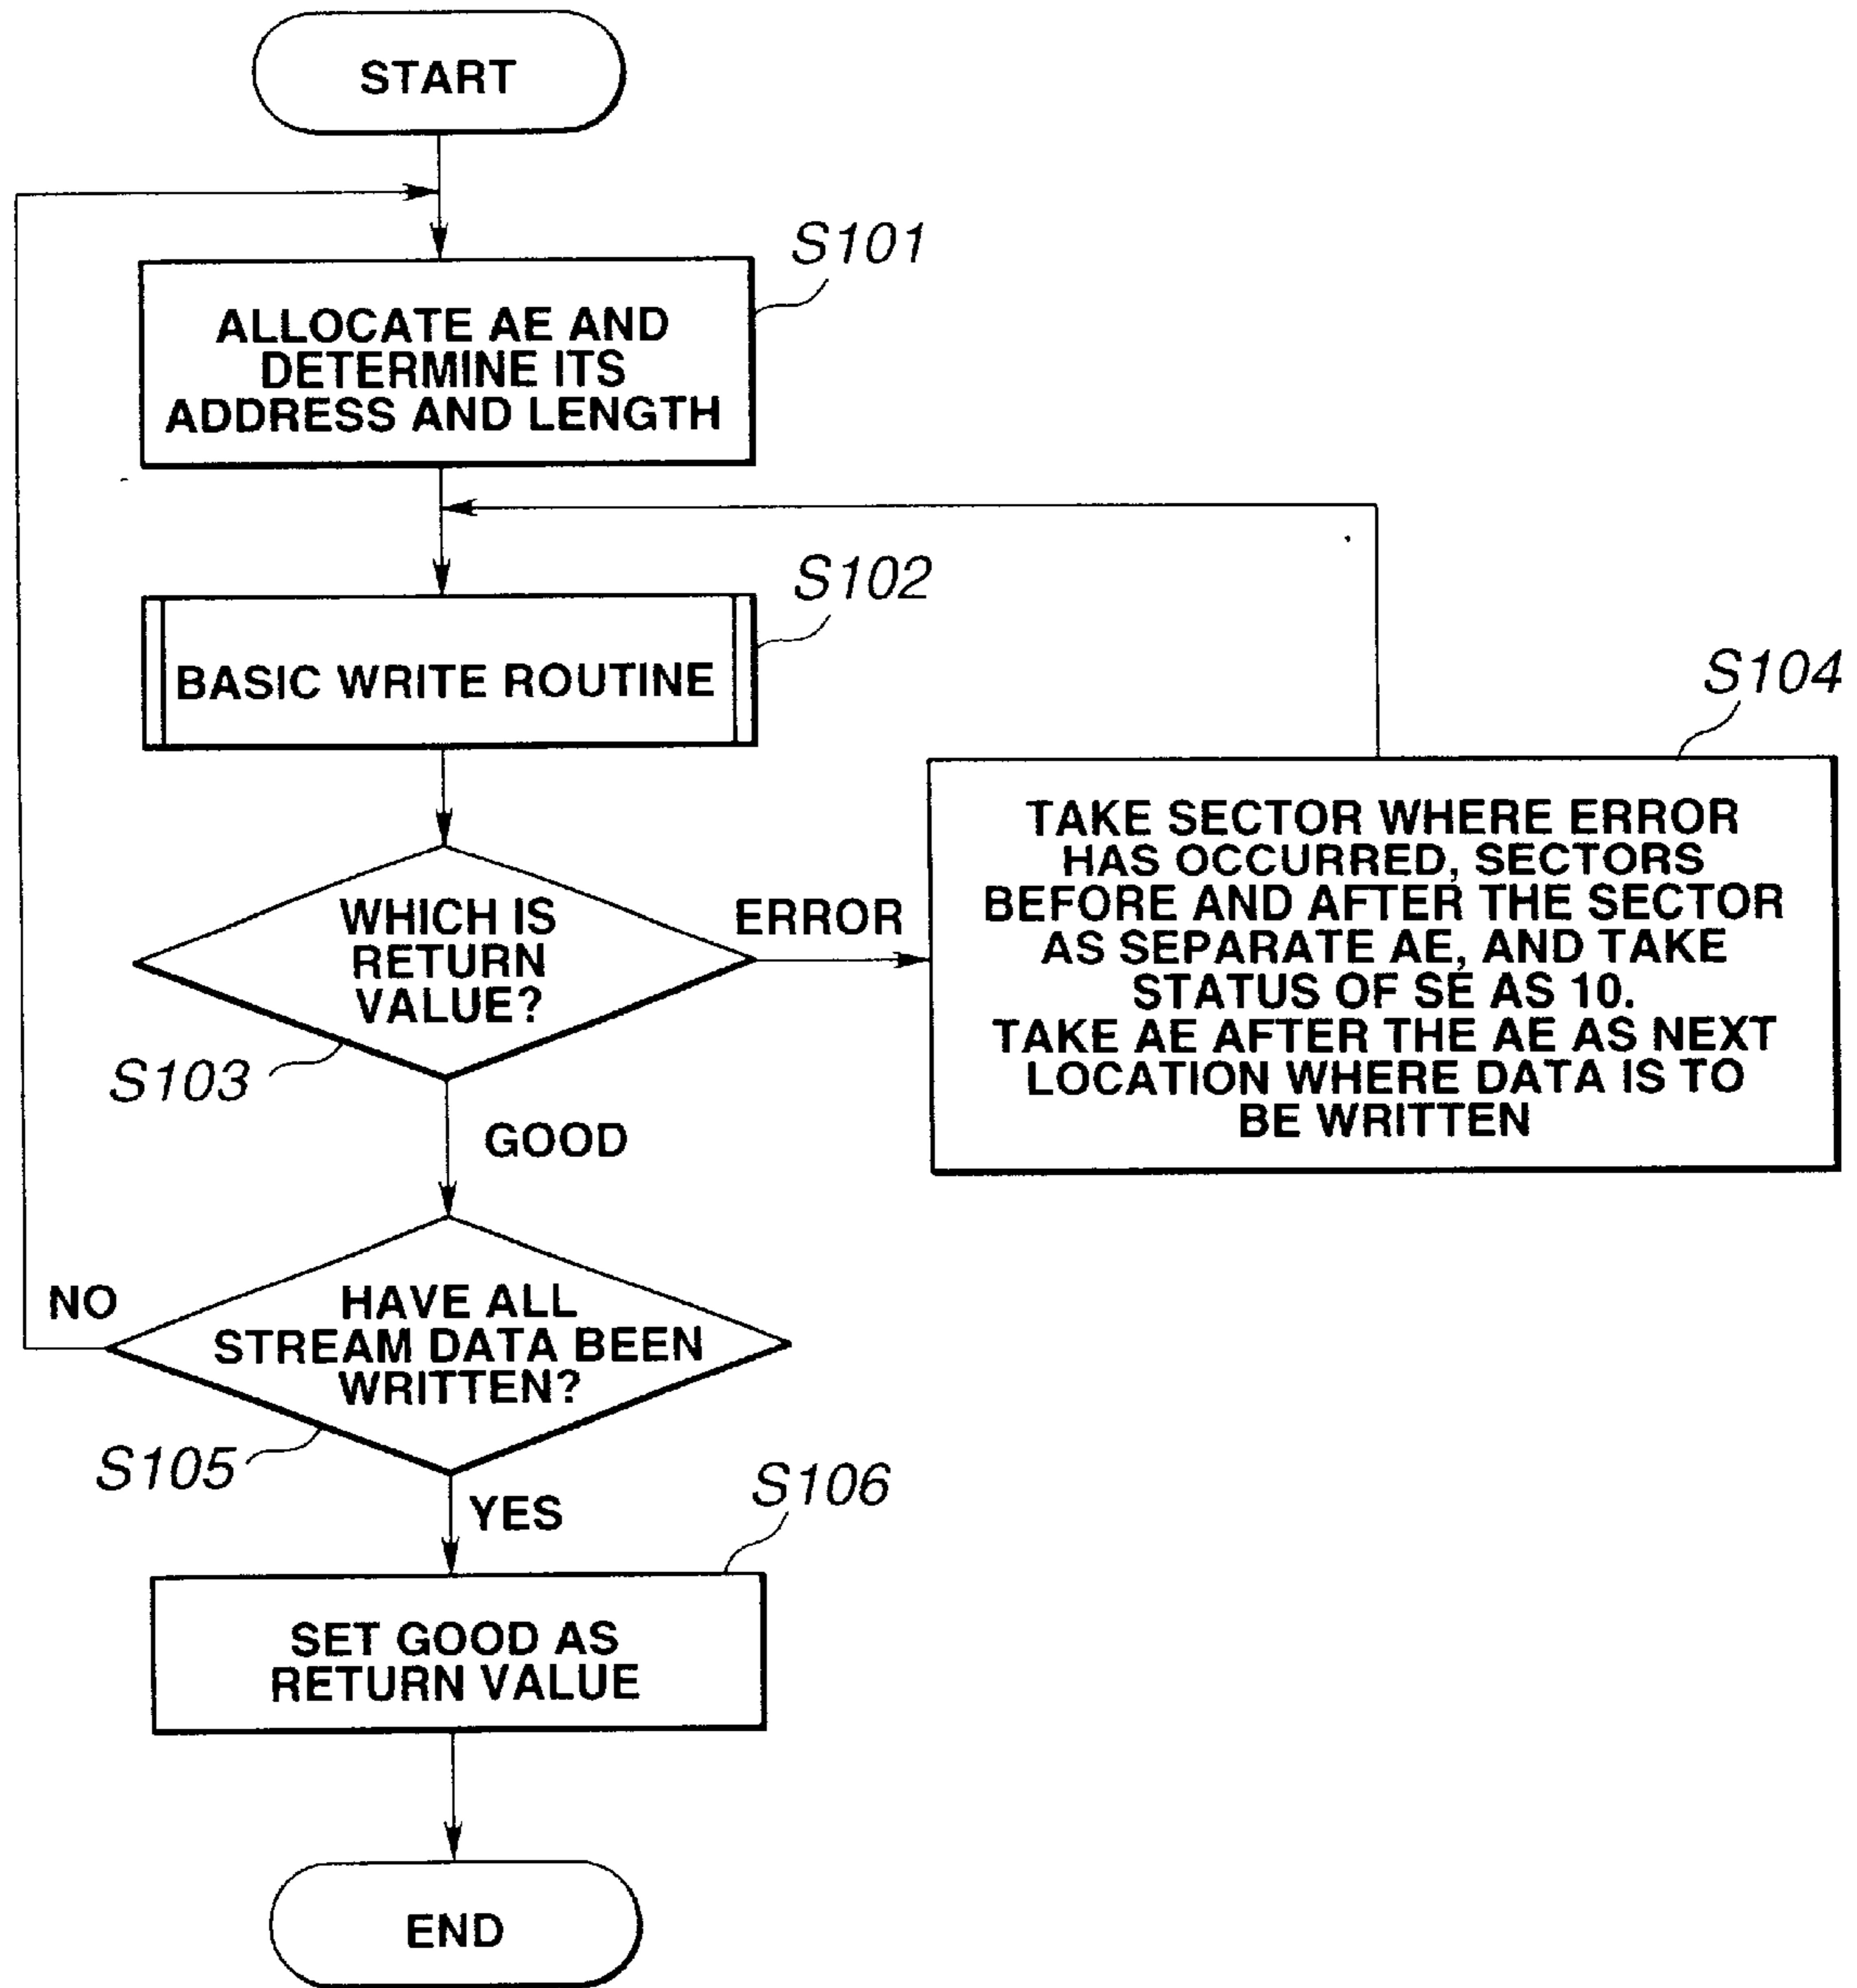 START
S101
ALLOCATE AE AND
DETERMINE ITS
ADDRESS AND LENGTH
S102
BASIC WRITE ROUTINE
S104
TAKE SECTOR WHERE ERROR
HAS OCCURRED, SECTORS
BEFORE AND AFTER THE SECTOR
AS SEPARATE AE, AND TAKE
STATUS OF SE AS 10.
TAKE AE AFTER THE AE AS NEXT
LOCATION WHERE DATA IS TO
BE WRITTEN
WHICH IS
RETURN
VALUE?
ERROR
S103
GOOD
NO
HAVE ALL
STREAM DATA BEEN
WRITTEN?
S105
YES
S106
SET GOOD AS
RETURN VALUE
END